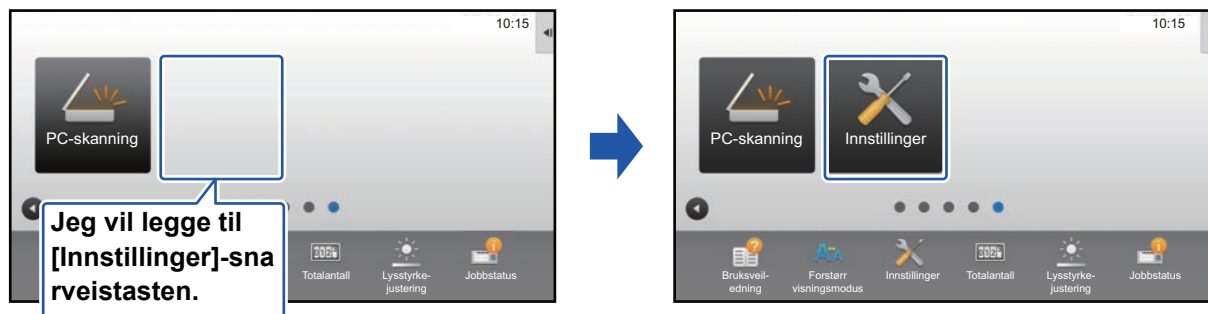 10:15
PC-skanning
Jeg vil legge til
[Innstillinger]-sna
rveistasten.
Totalantall
Lysstyrke-
justering
Jobbstatus
10:15
PC-skanning
Innstillinger
Bruksveil-
edning
Forstørr
visningsmodus
Innstillinger
Totalantall
Lysstyrke-
justering
Jobbstatus